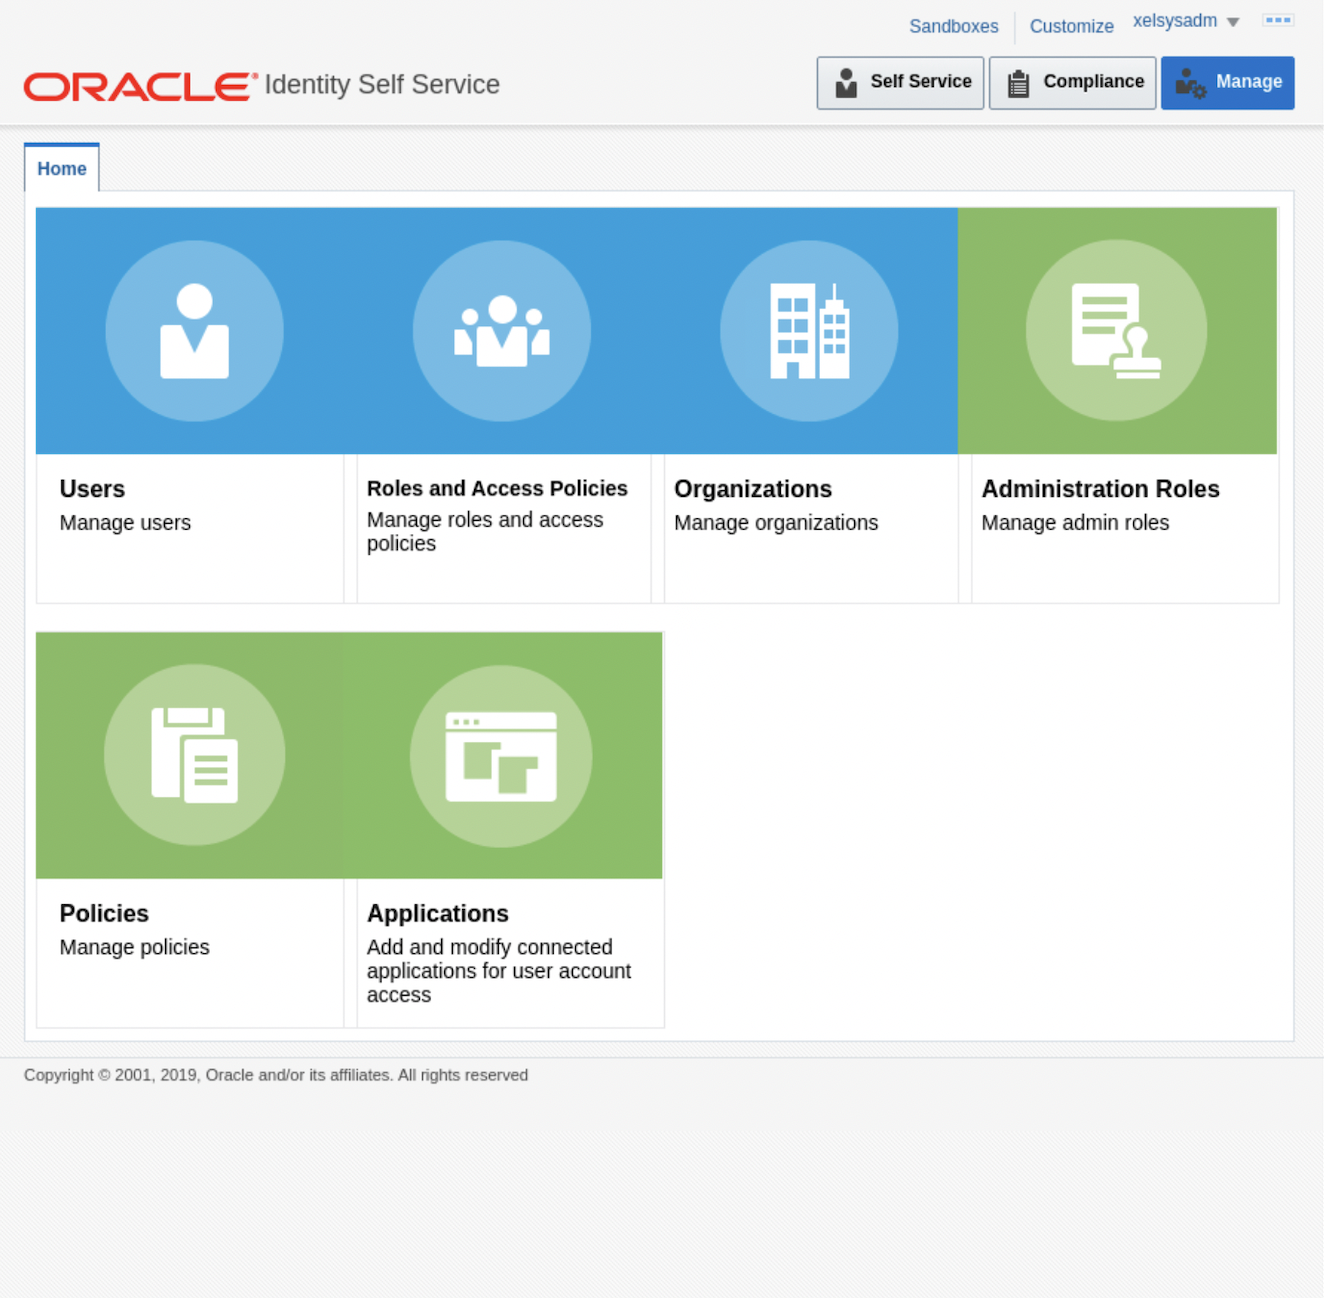 Sandboxes Customize xelsysadm
ORACLE® Identity Self Service
Self Service Compliance Manage
Home
Users
Manage users
Roles and Access Policies
Manage roles and access
policies
Organizations
Manage organizations
Administration Roles
Manage admin roles
Policies
Manage policies
Applications
Add and modify connected
applications for user account
access
Copyright © 2001, 2019, Oracle and/or its affiliates. All rights reserved